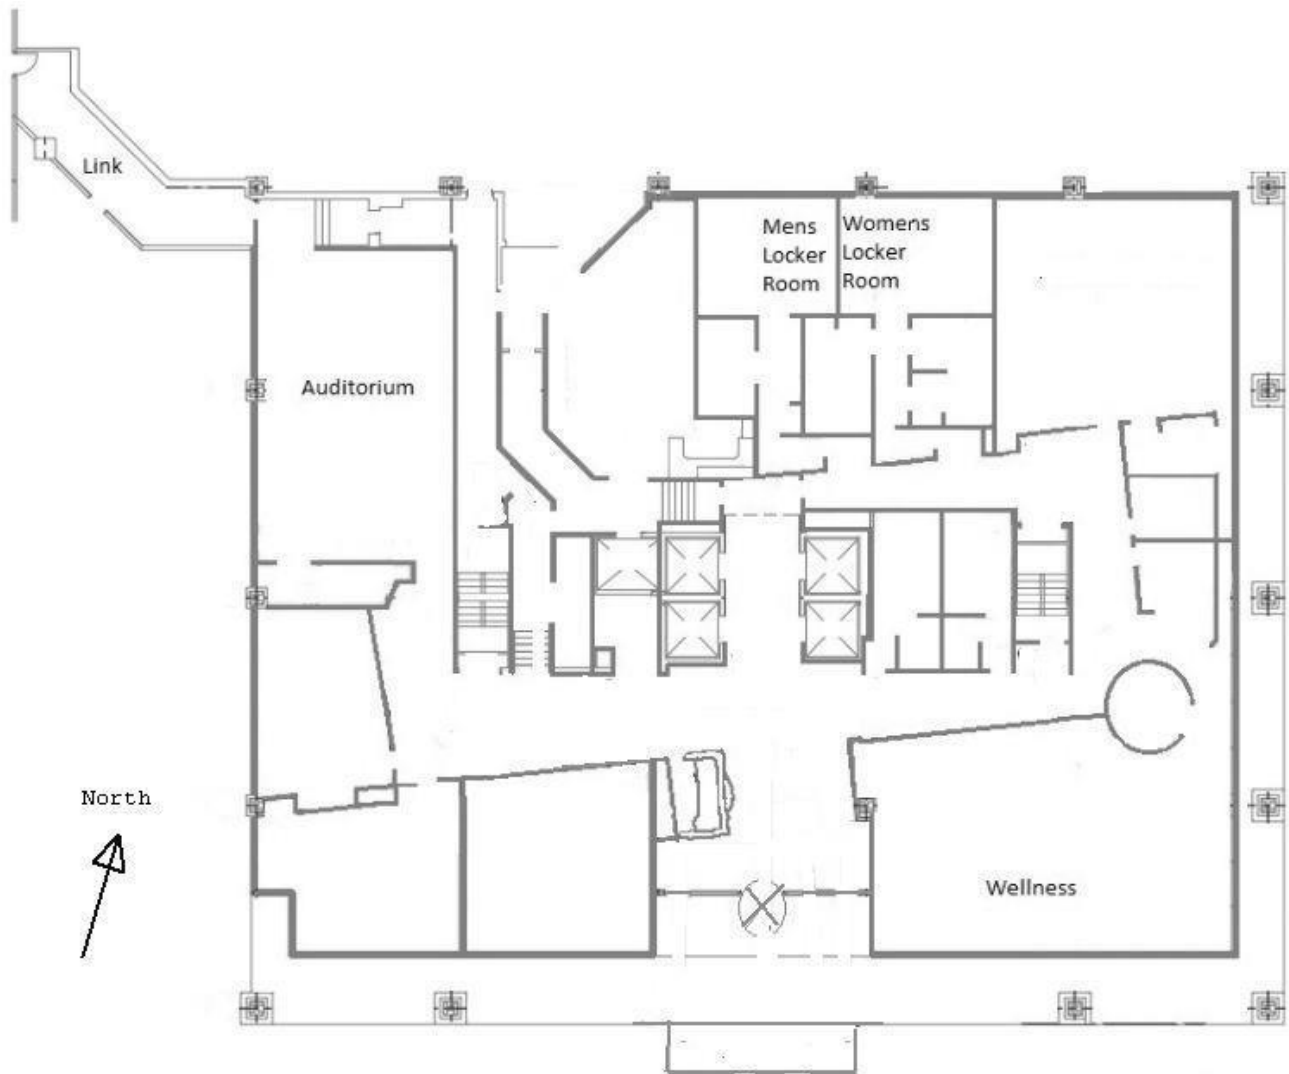 Link
Mens
Locker
Room
Womens
Locker
Room
Auditorium
North
Wellness